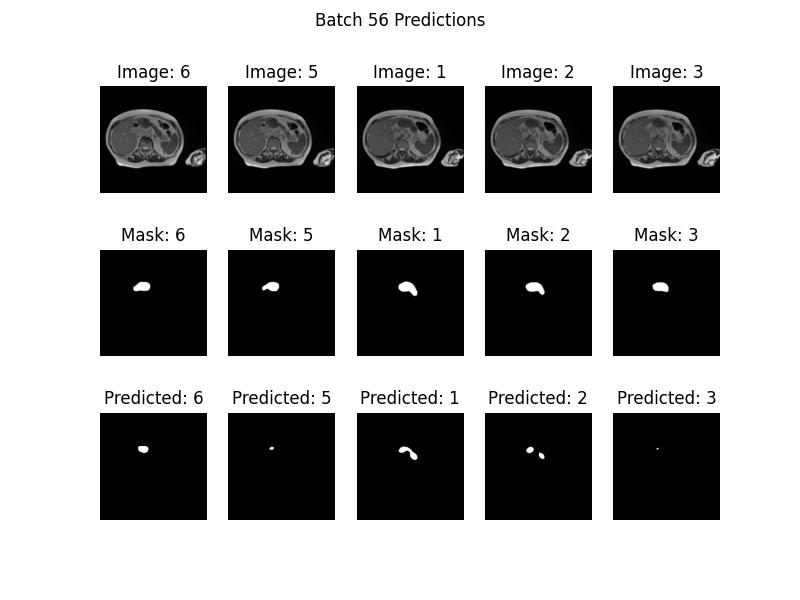 Batch 56 Predictions
Image: 6 Image: 5 Image: 1 Image: 2 Image: 3
Mask: 6 Mask: 5 Mask: 1 Mask: 2 Mask: 3
Predicted: 6 Predicted: 5 Predicted: 1 Predicted: 2 Predicted: 3